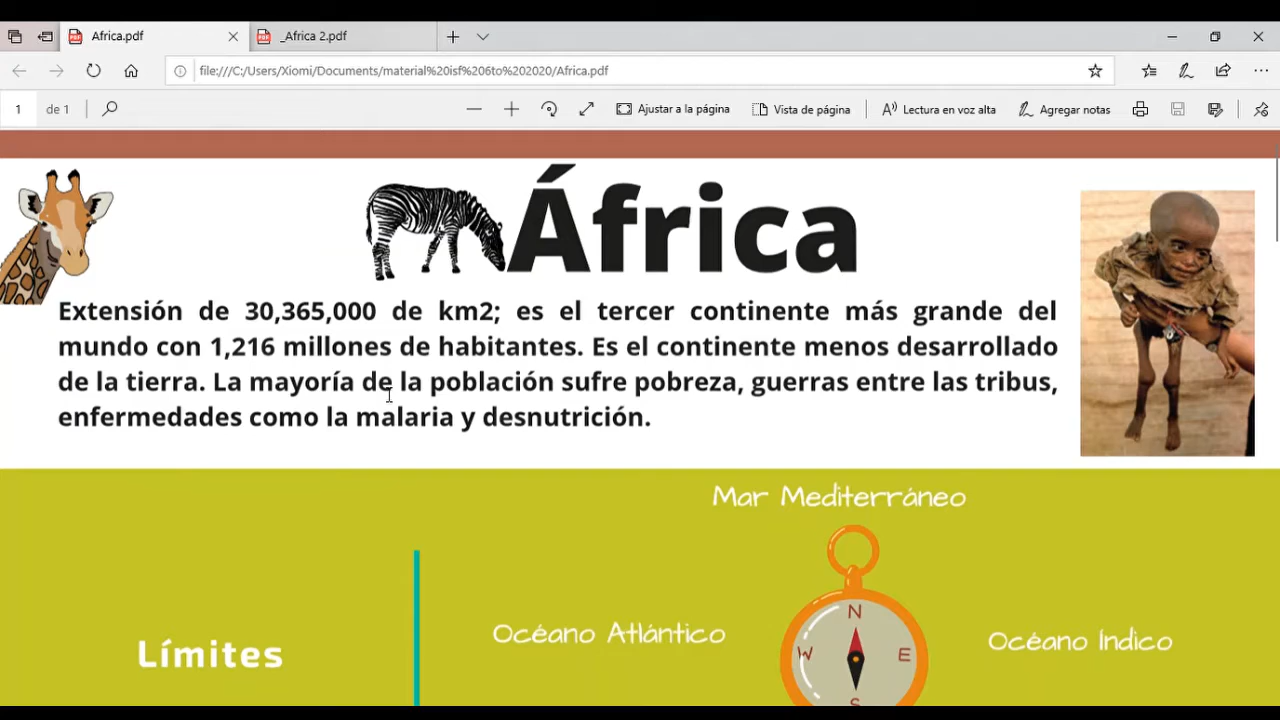 Africa.pdf
_Africa 2.pdf
file:///C:/Users/Xiomi/Documents/material%20isf%206to%202020/Africa.pdf
1 de 1
Ajustar a la página
Vista de página
Lectura en voz alta
Agregar notas
África
Extensión de 30,365,000 de km2; es el tercer continente más grande del
mundo con 1,216 millones de habitantes. Es el continente menos desarrollado
de la tierra. La mayoría de la población sufre pobreza, guerras entre las tribus,
enfermedades como la malaria y desnutrición.
Mar Mediterráneo
N
Océano Atlántico
Océano Índico
Límites
W
E
S